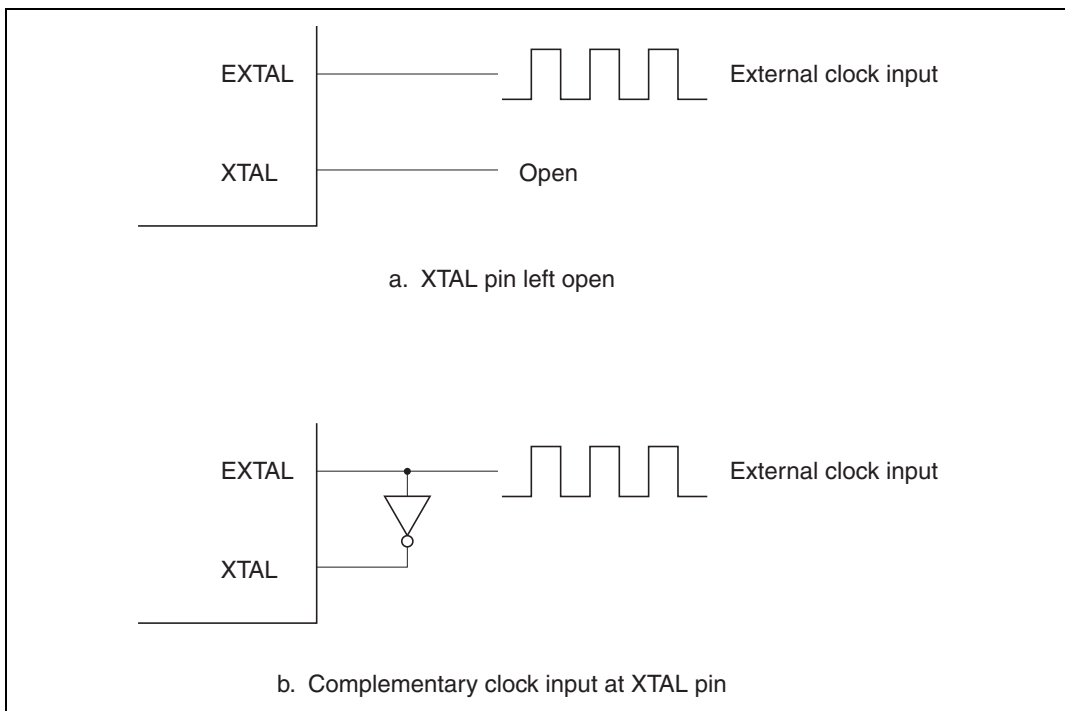 EXTAL
External clock input
XTAL
Open
a. XTAL pin left open
EXTAL
External clock input
XTAL
b. Complementary clock input at XTAL pin